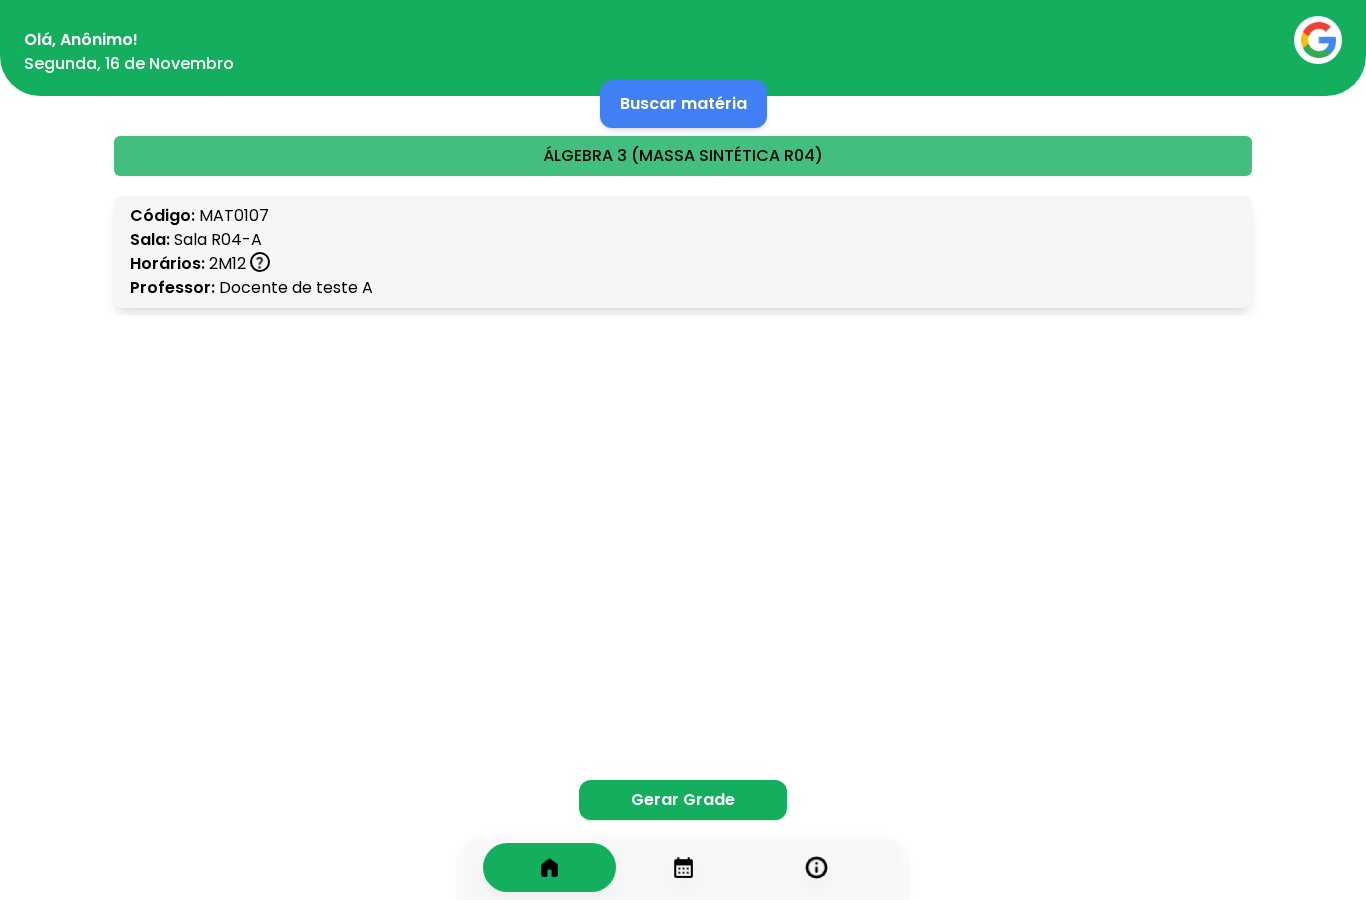 Olá, Anônimo!
Segunda, 16 de Novembro
Buscar matéria
ÁLGEBRA 3 (MASSA SINTÉTICA R04)
Código: MAT0107
Sala: Sala R04-A
Horários: 2M12
Professor: Docente de teste A
Gerar Grade